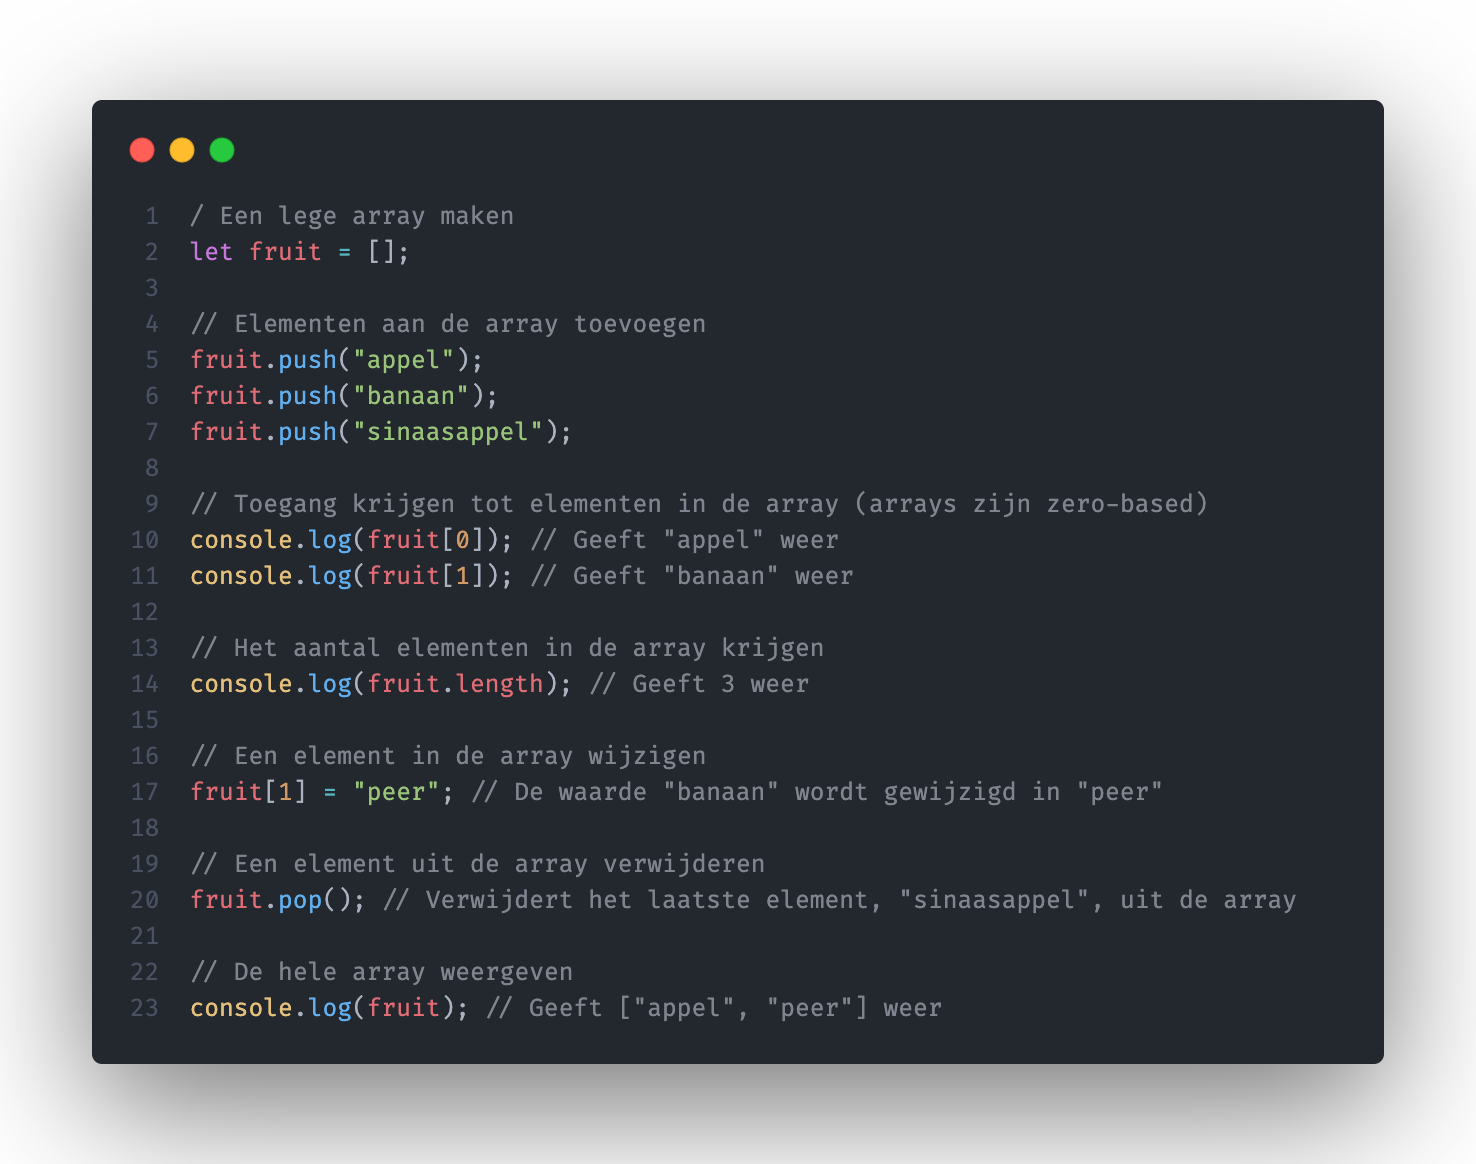 1 / Een lege array maken
2 let fruit = [];
3
4 // Elementen aan de array toevoegen
5 fruit.push("appel");
6 fruit.push("banaan");
7 fruit.push("sinaasappel");
8
9 // Toegang krijgen tot elementen in de array (arrays zijn zero-based)
10 console.log(fruit[0]); // Geeft "appel" weer
11 console.log(fruit[1]); // Geeft "banaan" weer
12
13 // Het aantal elementen in de array krijgen
14 console.log(fruit.length); // Geeft 3 weer
15
16 // Een element in de array wijzigen
17 fruit[1] = "peer"; // De waarde "banaan" wordt gewijzigd in "peer"
18
19 // Een element uit de array verwijderen
20 fruit.pop(); // Verwijdert het laatste element, "sinaasappel", uit de array
21
22 // De hele array weergeven
23 console.log(fruit); // Geeft ["appel", "peer"] weer